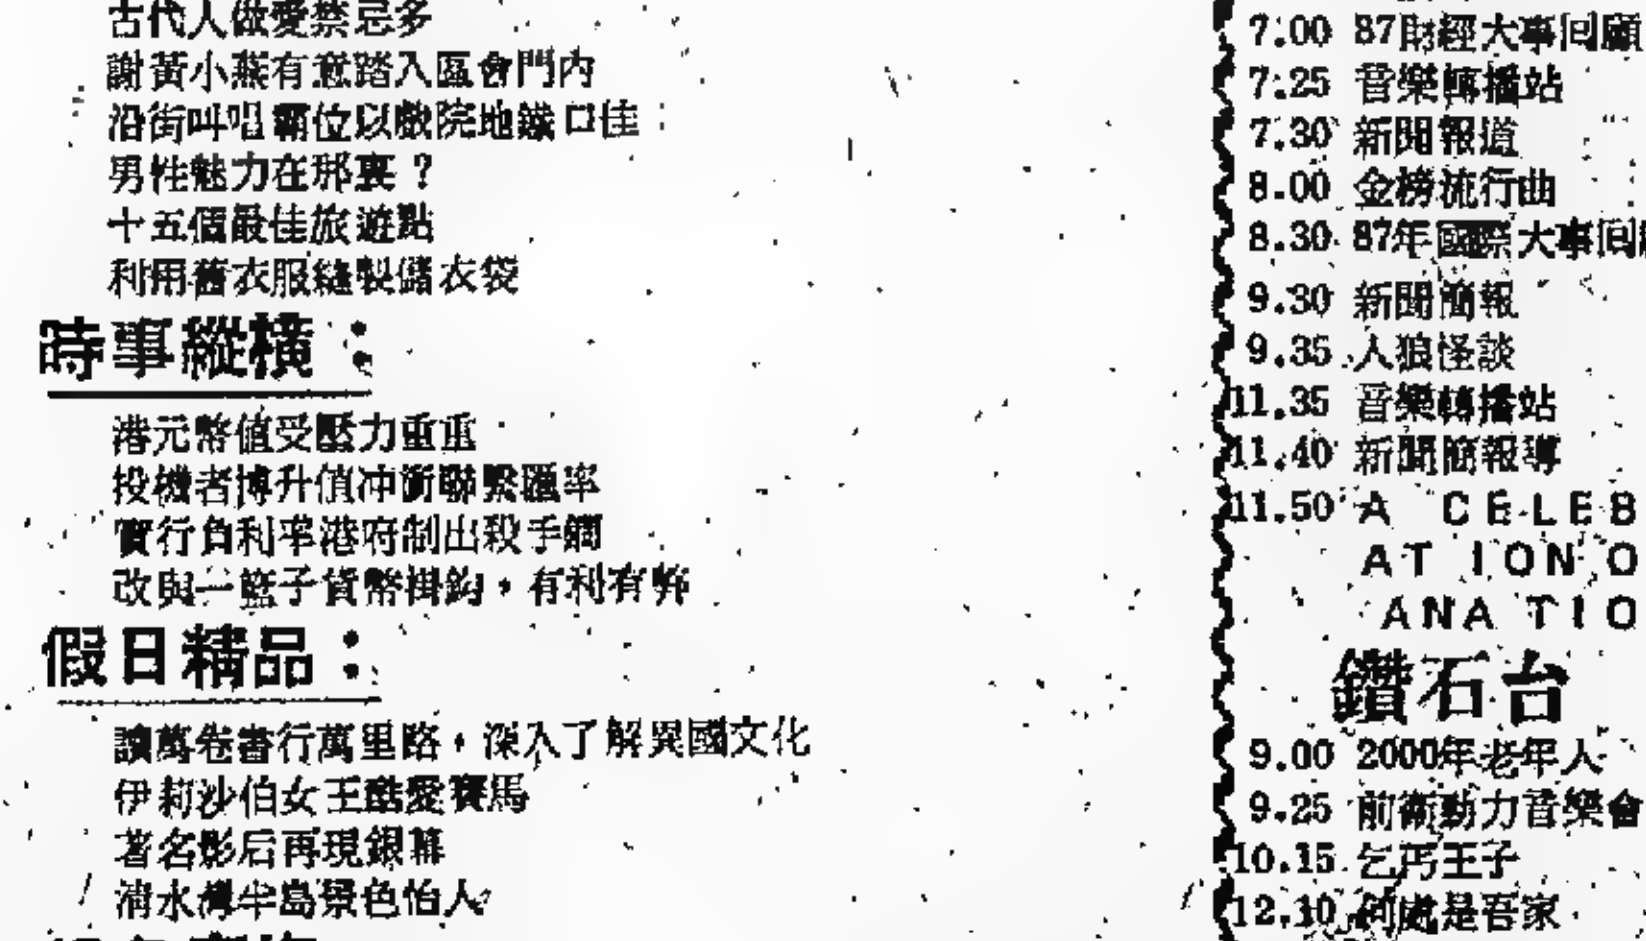 古代人做愛禁忌多
謝黃小燕有意踏入區會門內
沿街叫唱霸位以戲院地鐵口佳
男性魅力在那裏？
十五個最佳旅遊點
利用舊衣服縫製儲衣袋
時事縱橫：
港元幣值受壓力重重
投機者博升值冲衝聯繫匯率
實行負利率港府制出殺手鐧
改與一籃子貨幣掛鈎，有利有弊
假日精品：
讀萬卷書行萬里路，深入了解異國文化
伊莉沙伯女王酷愛賽馬
著名影后再現銀幕
清水灣半島景色怡人
7.00 87財經大事回顧
7.25 音樂轉播站
7.30 新聞報道
8.00 金榜流行曲
8.30 87年國際大事回
9.30 新聞簡報
9.35 人狼怪談
11.35 音樂轉播站
11.40 新聞簡報導
11.50 A CELEB
AT ION O
ANA TIO
鑽石台
9.00 2000年老年人
9.25 前衛動力音樂會
10.15 乞丐王子
12.10 何處是吾家